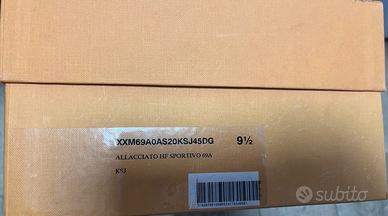 XXM69A0AS20KSJ45DG 9½
ALLACCIATO HF SPORTIVO 69A
KSJ
subito